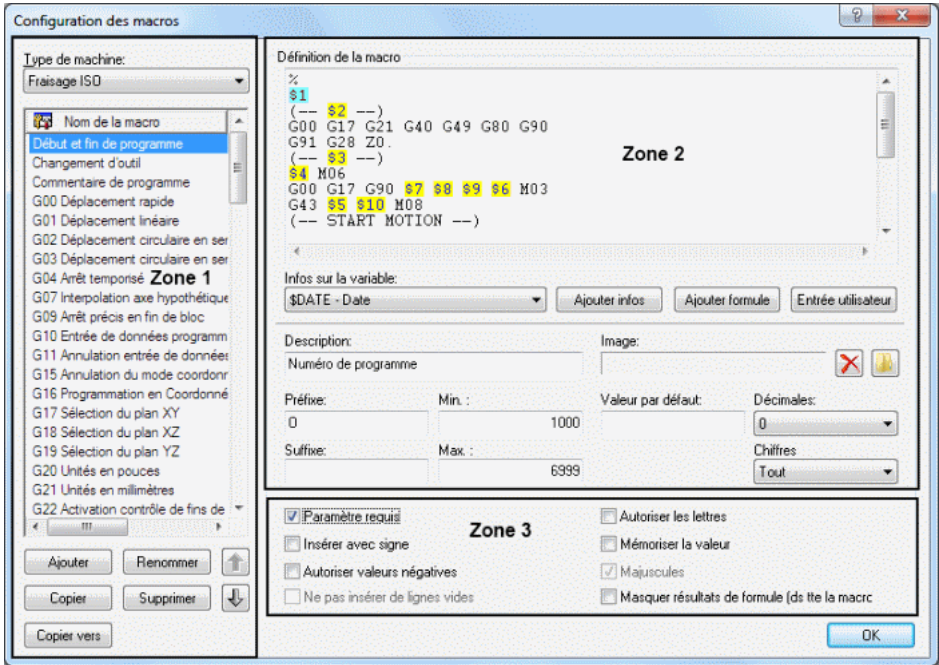 Configuration des macros
Type de machine:
Fraisage ISO
Nom de la macro
Début et fin de programme
Changement d'outil
Commentaire de programme
G00 Déplacement rapide
G01 Déplacement linéaire
G02 Déplacement circulaire en ser
G03 Déplacement circulaire en ser
G04 Arrêt temporisé
Zone 1
G07 Interpolation axe hypothétique
G09 Arrêt précis en fin de bloc
G10 Entrée de données programm
G11 Annulation entrée de données
G15 Annulation du mode coordonr
G16 Programmation en Coordonné
G17 Sélection du plan XY
G18 Sélection du plan XZ
G19 Sélection du plan YZ
G20 Unités en pouces
G21 Unités en milimètres
G22 Activation contrôle de fins de
Ajouter
Renommer
Copier
Supprimer
Copier vers
Définition de la macro
%
$1
(-- $2 --)
G00 G17 G21 G40 G49 G80 G90
G91 G28 Z0.
(-- $3 --)
$4 M06
G00 G17 G90 $7 $8 $9 $6 M03
G43 $5 $10 M08
(-- START MOTION --)
Zone 2
Infos sur la variable:
$DATE - Date
Ajouter infos
Ajouter formule
Entrée utilisateur
Description:
Image:
Numéro de programme
Préfixe:
Min. :
Valeur par défaut:
Décimales:
O
1000
0
Suffixe:
Max. :
Chiffres
6999
Tout
Paramètre requis
Autoriser les lettres
Zone 3
Insérer avec signe
Mémoriser la valeur
Autoriser valeurs négatives
Majuscules
Ne pas insérer de lignes vides
Masquer résultats de formule (ds tte la macrc
OK